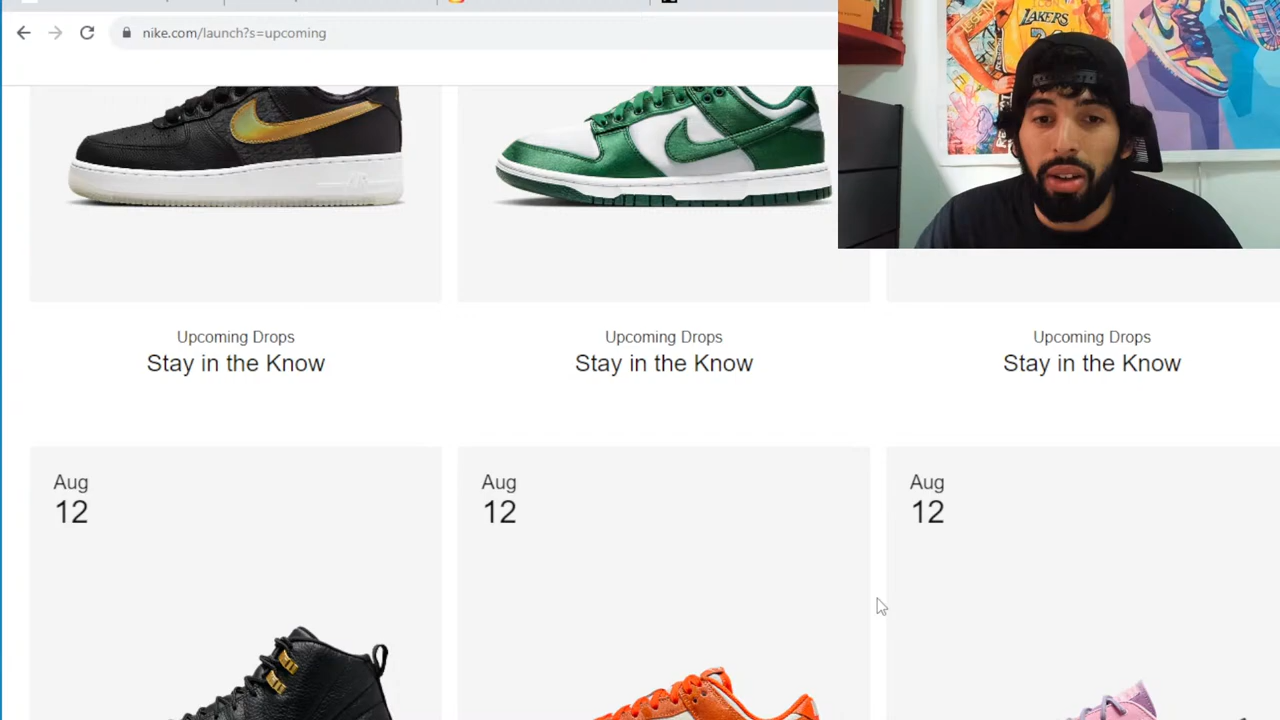 nike.com/launch?s=upcoming
LAKERS
Upcoming Drops
Stay in the Know
Upcoming Drops
Stay in the Know
Upcoming Drops
Stay in the Know
Aug
12
Aug
12
Aug
12